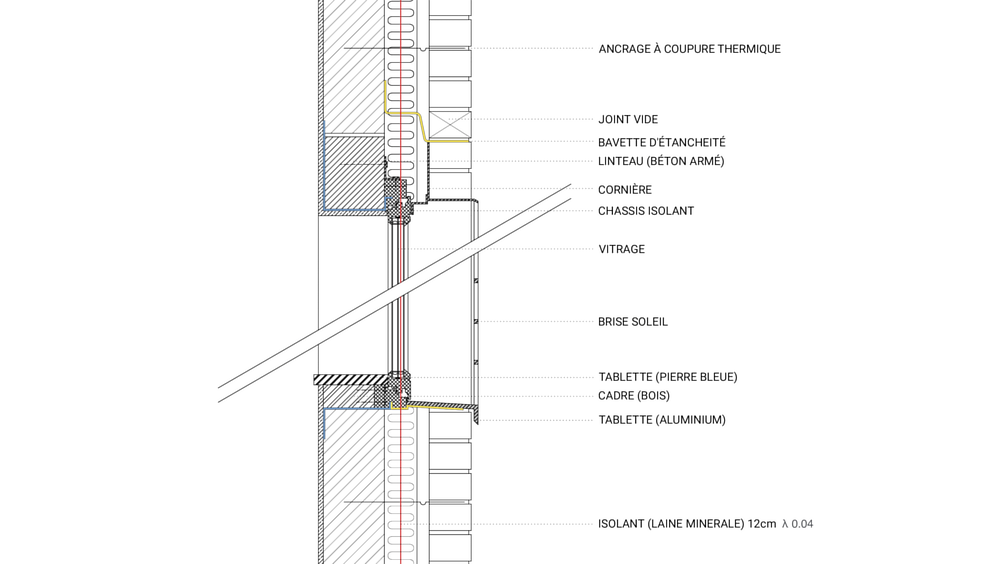 ANCRAGE À COUPURE THERMIQUE
JOINT VIDE
BAVETTE D'ÉTANCHEITÉ
LINTEAU (BÉTON ARMÉ)
CORNIÈRE
CHASSIS ISOLANT
VITRAGE
BRISE SOLEIL
TABLETTE (PIERRE BLEUE)
CADRE (BOIS)
TABLETTE (ALUMINIUM)
ISOLANT (LAINE MINERALE) 12cm λ 0.04